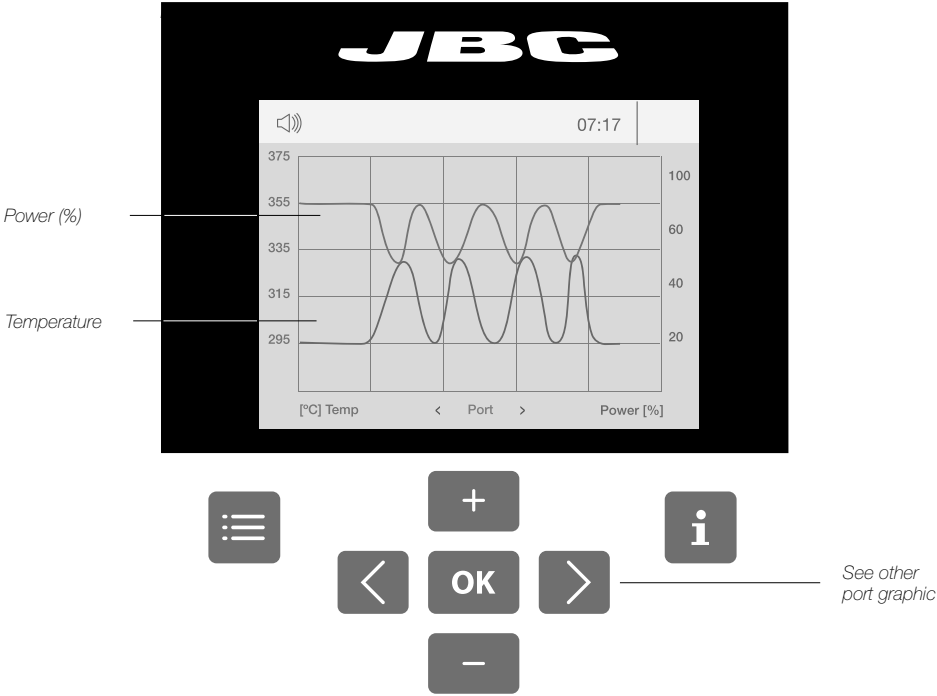 JBC
07:17
375
100
355
Power (%)
60
335
315
40
Temperature
295
20
[ºC] Temp
< Port >
Power [%]
+
i
< OK >
See other
port graphic
−